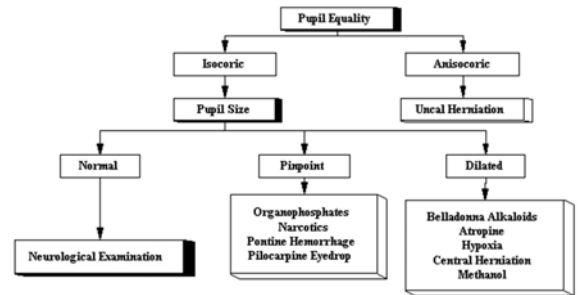 Pupil Equality
Isocoric
Anisocoric
Pupil Size
Uncal Herniation
Normal
Pinpoint
Dilated
Neurological Examination
Organophosphates
Narcotics
Pontine Hemorrhage
Pilocarpine Eyedrop
Belladonna Alkaloids
Atropine
Hypoxia
Central Herniation
Methanol